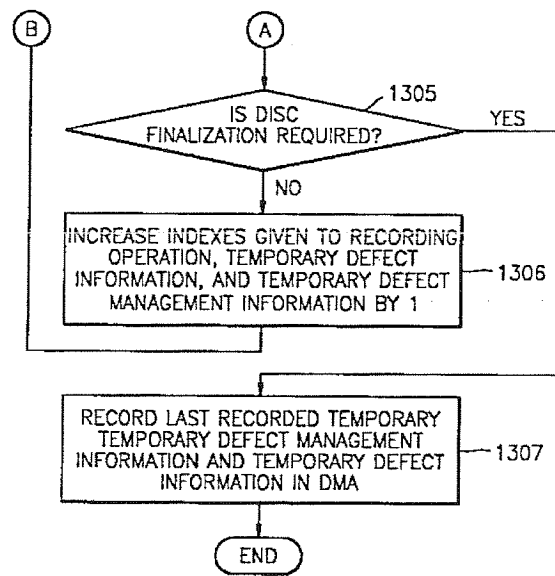 B
A
1305
IS DISC
FINALIZATION REQUIRED?
YES
NO
INCREASE INDEXES GIVEN TO RECORDING
OPERATION, TEMPORARY DEFECT
INFORMATION, AND TEMPORARY DEFECT
MANAGEMENT INFORMATION BY 1
1306
RECORD LAST RECORDED TEMPORARY
TEMPORARY DEFECT MANAGEMENT
INFORMATION AND TEMPORARY DEFECT
INFORMATION IN DMA
1307
END